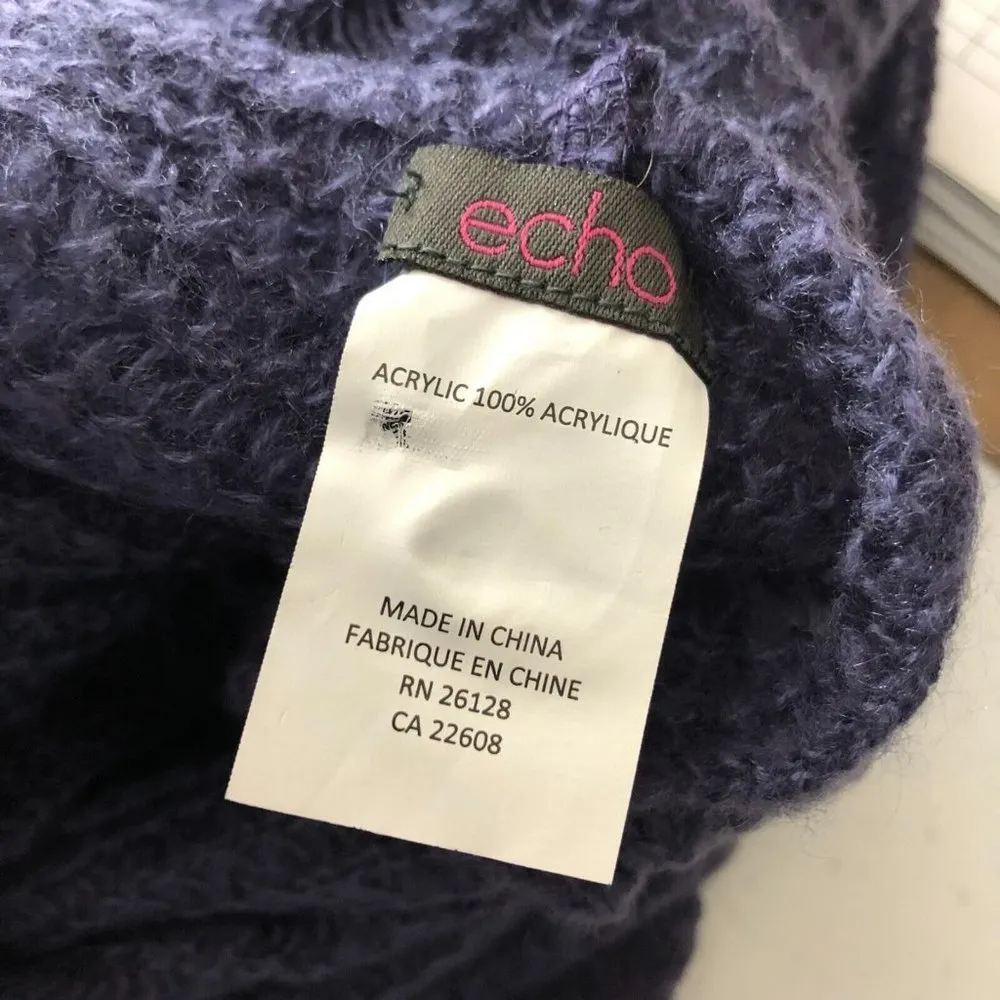 echo
ACRYLIC 100% ACRYLIQUE
MADE IN CHINA
FABRIQUE EN CHINE
RN 26128
CA 22608